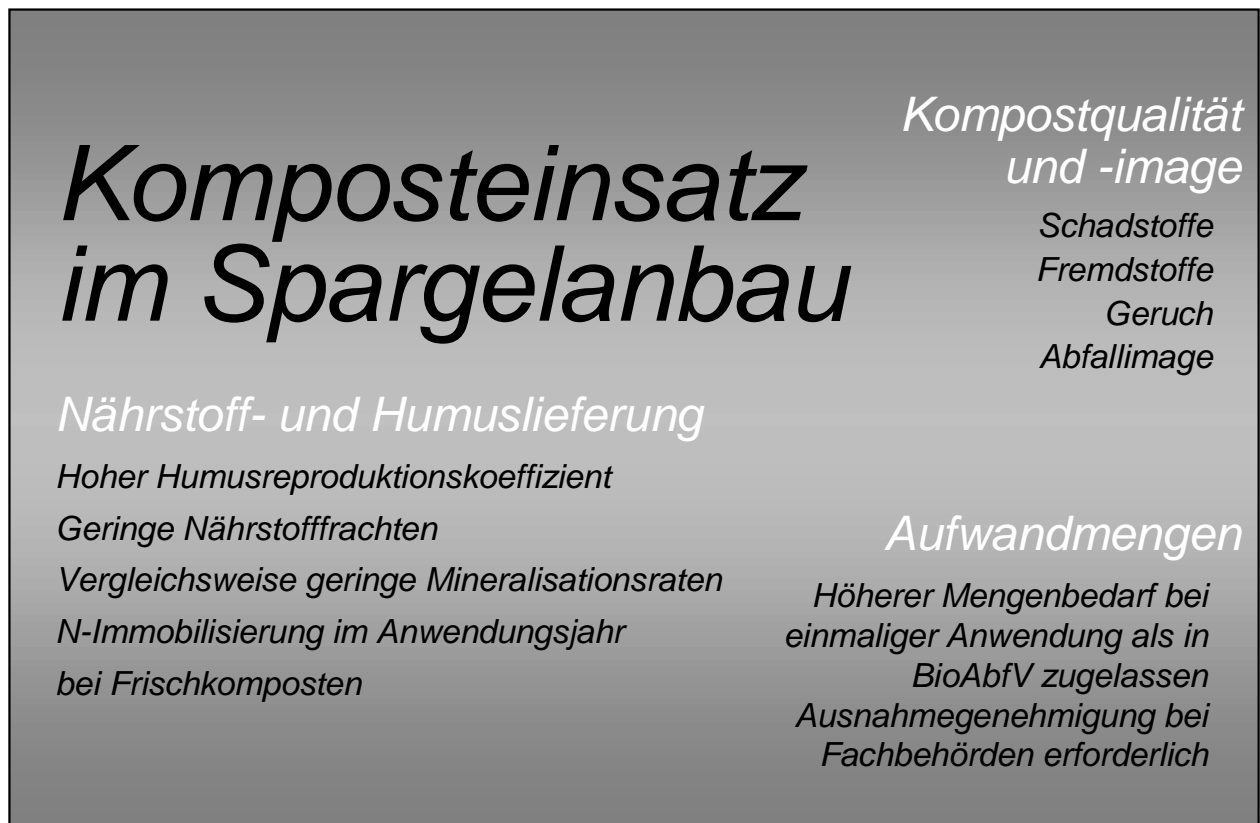 Komposteinsatz
im Spargelanbau
Nährstoff- und Humuslieferung
Hoher Humusreproduktionskoeffizient
Geringe Nährstofffrachten
Vergleichsweise geringe Mineralisationsraten
N-Immobilisierung im Anwendungsjahr
bei Frischkomposten
Kompostqualität
und -image
Schadstoffe
Fremdstoffe
Geruch
Abfallimage
Aufwandmengen
Höherer Mengenbedarf bei
einmaliger Anwendung als in
BioAbfV zugelassen
Ausnahmegenehmigung bei
Fachbehörden erforderlich